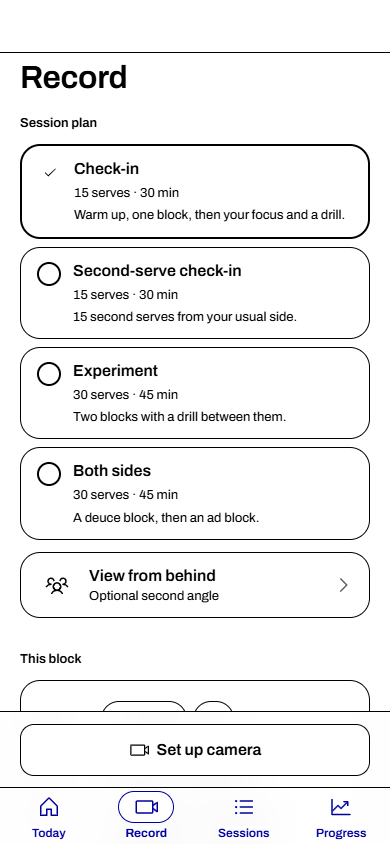 Record
Session plan
Check-in
15 serves · 30 min
Warm up, one block, then your focus and a drill.
Second-serve check-in
15 serves · 30 min
15 second serves from your usual side.
Experiment
30 serves · 45 min
Two blocks with a drill between them.
Both sides
30 serves · 45 min
A deuce block, then an ad block.
View from behind
Optional second angle
This block
Set up camera
Today
Record
Sessions
Progress